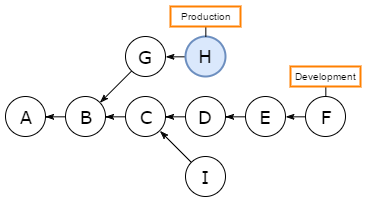 Production
G H
Development
A B C D E F
I